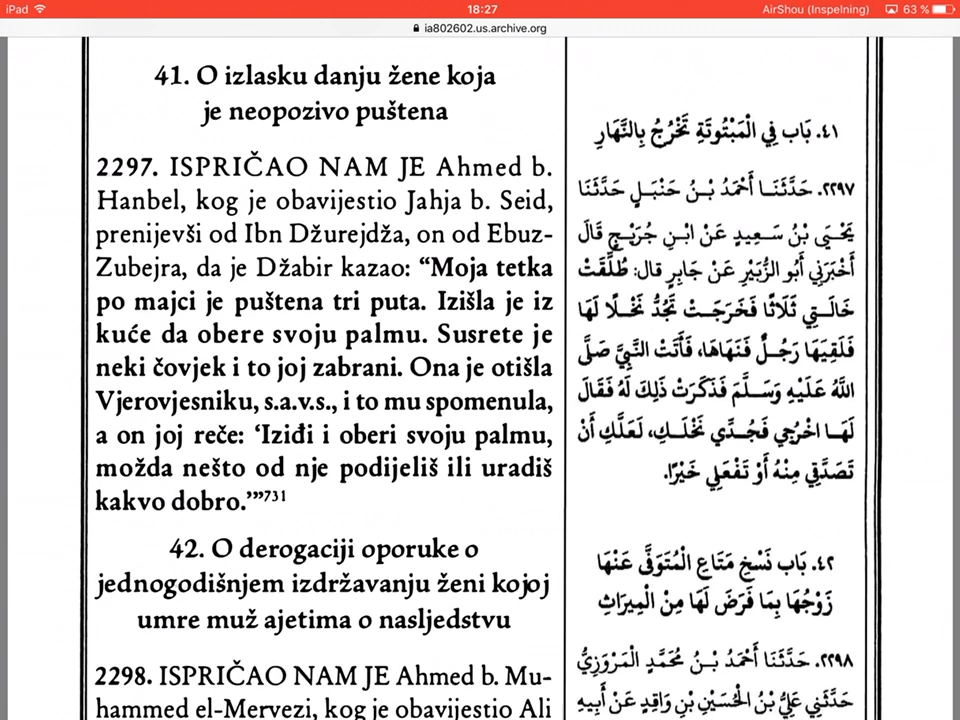 iPad
18:27
AirShou (Inspelning)
63 %
ia802602.us.archive.org
41. O izlasku danju žene koja
je neopozivo puštena
2297. ISPRIČAO NAM JE Ahmed b.
Hanbel, kog je obavijestio Jahja b. Seid,
prenijevši od Ibn Džurejdža, on od Ebuz-
Zubejra, da je Džabir kazao: “Moja tetka
po majci je puštena tri puta. Izišla je iz
kuće da obere svoju palmu. Susrete je
neki čovjek i to joj zabrani. Ona je otišla
Vjerovjesniku, s.a.v.s., i to mu spomenula,
a on joj reče: ‘Iziđi i oberi svoju palmu,
možda nešto od nje podijeliš ili uradiš
kakvo dobro.’”731
42. O derogaciji oporuke o
jednogodišnjem izdržavanju ženi kojoj
umre muž ajetima o nasljedstvu
2298. ISPRIČAO NAM JE Ahmed b. Mu-
hammed el-Mervezi, kog je obavijestio Ali
٤١. بَاب فِي الْمَبْتُوتَةِ تَخْرُجُ بِالنَّهَارِ
٢٢٩٧. حَدَّثَنَا أَحْمَدُ بْنُ حَنْبَلٍ حَدَّثَنَا
يَحْيَى بْنُ سَعِيدٍ عَنْ ابْنِ جُرَيْجٍ قَالَ
أَخْبَرَنِي أَبُو الزُّبَيْرِ عَنْ جَابِرٍ قال: طُلِّقَتْ
خَالَتِي ثَلَاثًا فَخَرَجَتْ تَجُدُّ نَخْلًا لَهَا
فَلَقِيَهَا رَجُلٌ فَنَهَاهَا، فَأَتَتْ النَّبِيَّ صَلَّى
اللَّهُ عَلَيْهِ وَسَلَّمَ فَذَكَرَتْ ذَلِكَ لَهُ فَقَالَ
لَهَا اخْرُجِي فَجُدِّي نَخْلَكِ، لَعَلَّكِ أَنْ
تَصَدَّقِي مِنْهُ أَوْ تَفْعَلِي خَيْرًا.
٤٢. بَاب نَسْخِ مَتَاعِ الْمُتَوَفَّى عَنْهَا
زَوْجُهَا بِمَا فَرَضَ لَهَا مِنْ الْمِيرَاثِ
٢٢٩٨. حَدَّثَنَا أَحْمَدُ بْنُ مُحَمَّدٍ الْمَرْوَزِيُّ
حَدَّثَنِي عَلِيُّ بْنُ الْحُسَيْنِ بْنِ وَاقِدٍ عَنْ أَبِيهِ